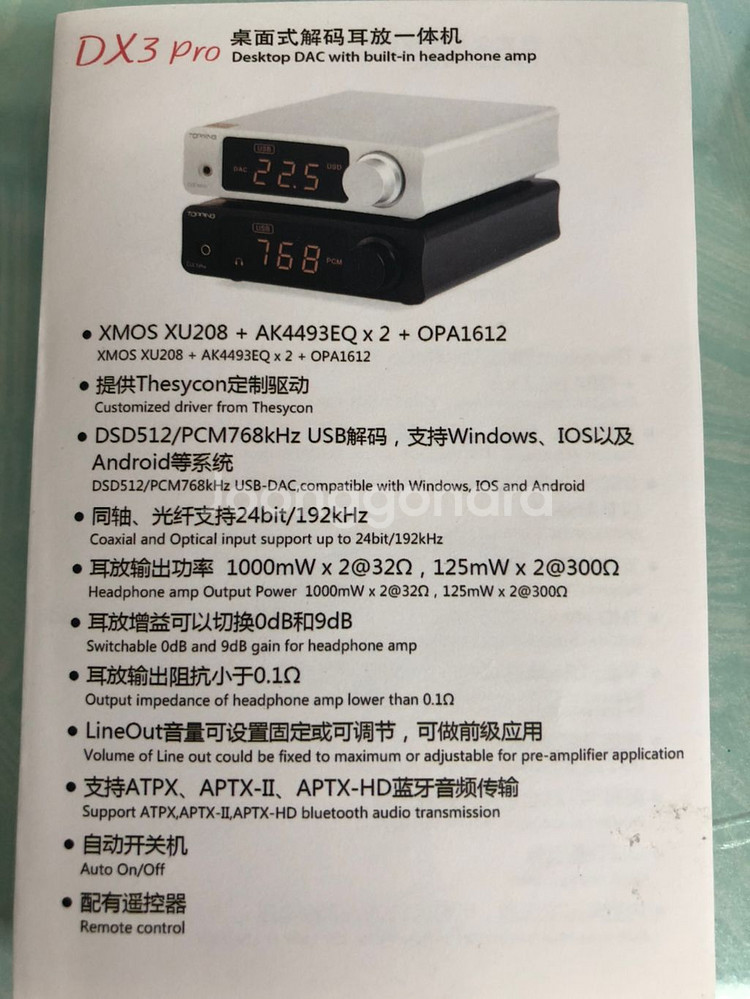 DX3 Pro
桌面式解码耳放一体机
Desktop DAC with built-in headphone amp
TOPPING
USB
DAC 22.5 USD
TOPPING
USB
768 PCM
• XMOS XU208 + AK4493EQ x 2 + OPA1612
XMOS XU208 + AK4493EQ x 2 + OPA1612
• 提供Thesycon定制驱动
Customized driver from Thesycon
• DSD512/PCM768kHz USB解码，支持Windows、IOS以及
Android等系统
DSD512/PCM768kHz USB-DAC,compatible with Windows, IOS and Android
• 同轴、光纤支持24bit/192kHz
Coaxial and Optical input support up to 24bit/192kHz
• 耳放输出功率 1000mW x 2@32Ω，125mW x 2@300Ω
Headphone amp Output Power 1000mW x 2@32Ω , 125mW x 2@300Ω
• 耳放增益可以切换0dB和9dB
Switchable 0dB and 9dB gain for headphone amp
• 耳放输出阻抗小于0.1Ω
Output impedance of headphone amp lower than 0.1Ω
• LineOut音量可设置固定或可调节，可做前级应用
Volume of Line out could be fixed to maximum or adjustable for pre-amplifier application
• 支持ATPX、APTX-II、APTX-HD蓝牙音频传输
Support ATPX,APTX-II,APTX-HD bluetooth audio transmission
• 自动开关机
Auto On/Off
• 配有遥控器
Remote control